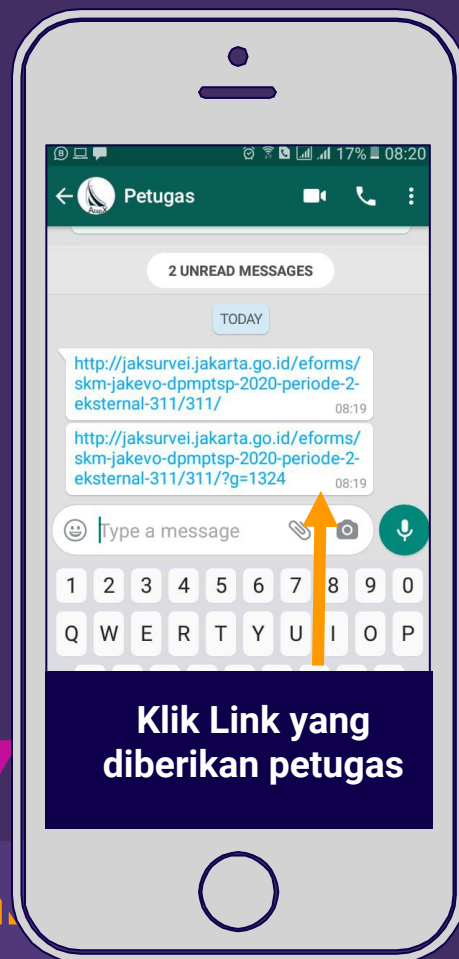 17% 08:20
Petugas
2 UNREAD MESSAGES
TODAY
http://jaksurvei.jakarta.go.id/eforms/
skm-jakevo-dpmptsp-2020-periode-2-
eksternal-311/311/
08:19
http://jaksurvei.jakarta.go.id/eforms/
skm-jakevo-dpmptsp-2020-periode-2-
eksternal-311/311/?g=1324
08:19
Type a message
1 2 3 4 5 6 7 8 9 0
Q W E R T Y U I O P
Klik Link yang
diberikan petugas